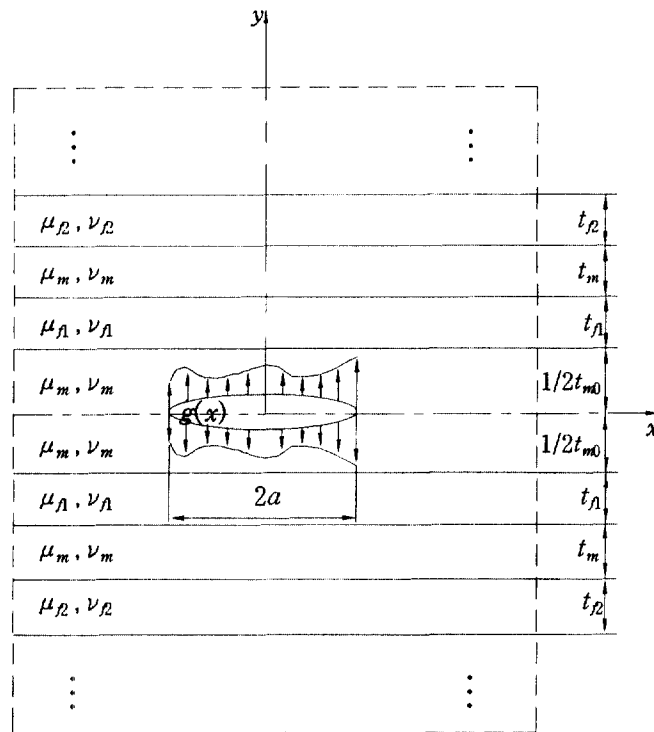 y
μ_f2, ν_f2 t_f2
μ_m, ν_m t_m
μ_f1, ν_f1 t_f1
μ_m, ν_m 1/2t_m0
g(x)
x
μ_m, ν_m 1/2t_m0
2a
μ_f1, ν_f1 t_f1
μ_m, ν_m t_m
μ_f2, ν_f2 t_f2